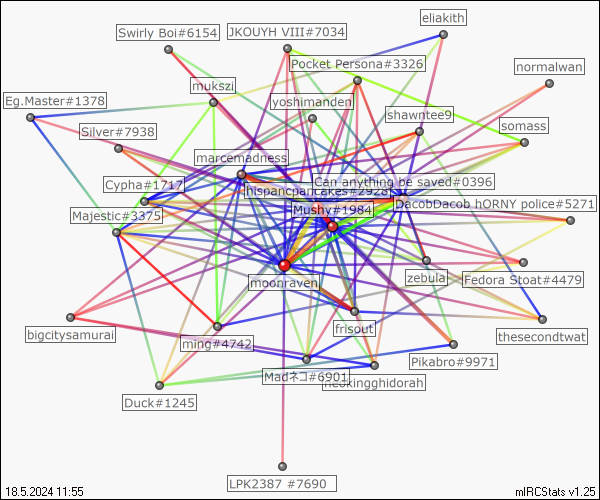 eliakith
Swirly Boi#6154
JKOUYH VIII#7034
Pocket Persona#3326
normalwan
mukszi
Eg.Master#1378
yoshimanden
shawntee9
somass
Silver#7938
marcemadness
Can anything be saved#0396
Cypha#1717
hispancpancakes#2928
DacobDacob hORNY police#5271
Mushy#1984
Majestic#3375
moonraven
zebula
Fedora Stoat#4479
bigcitysamurai
frisout
thesecondtwat
ming#4742
Pikabro#9971
Madネコ#6901
neokingghidorah
Duck#1245
LPK2387 #7690
18.5.2024 11:55
mIRCStats v1.25